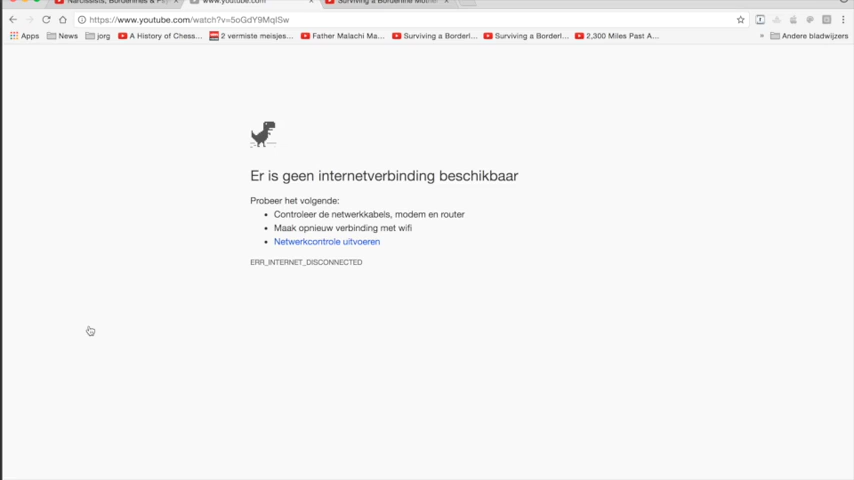 Narcissists, Borderlines & Psy
www.youtube.com
Surviving a Borderline Mother
https://www.youtube.com/watch?v=5oGdY9MqISw
Apps
News
jorg
A History of Chess...
2 vermiste meisjes...
Father Malachi Ma...
Surviving a Borderl...
Surviving a Borderl...
2,300 Miles Past A...
»
Andere bladwijzers
Er is geen internetverbinding beschikbaar
Probeer het volgende:
• Controleer de netwerkkabels, modem en router
• Maak opnieuw verbinding met wifi
• Netwerkcontrole uitvoeren
ERR_INTERNET_DISCONNECTED